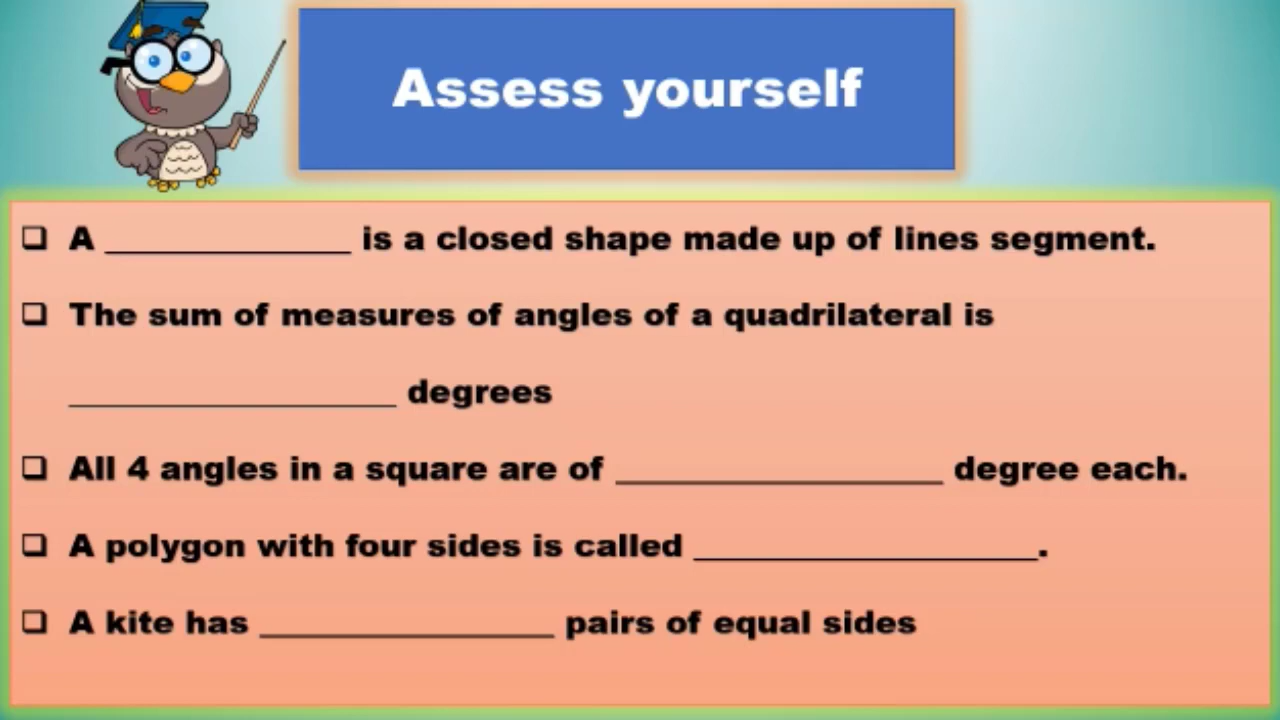 Assess yourself
❑ A ______________ is a closed shape made up of lines segment.
❑ The sum of measures of angles of a quadrilateral is
___________________ degrees
❑ All 4 angles in a square are of ___________________ degree each.
❑ A polygon with four sides is called ____________________.
❑ A kite has _________________ pairs of equal sides